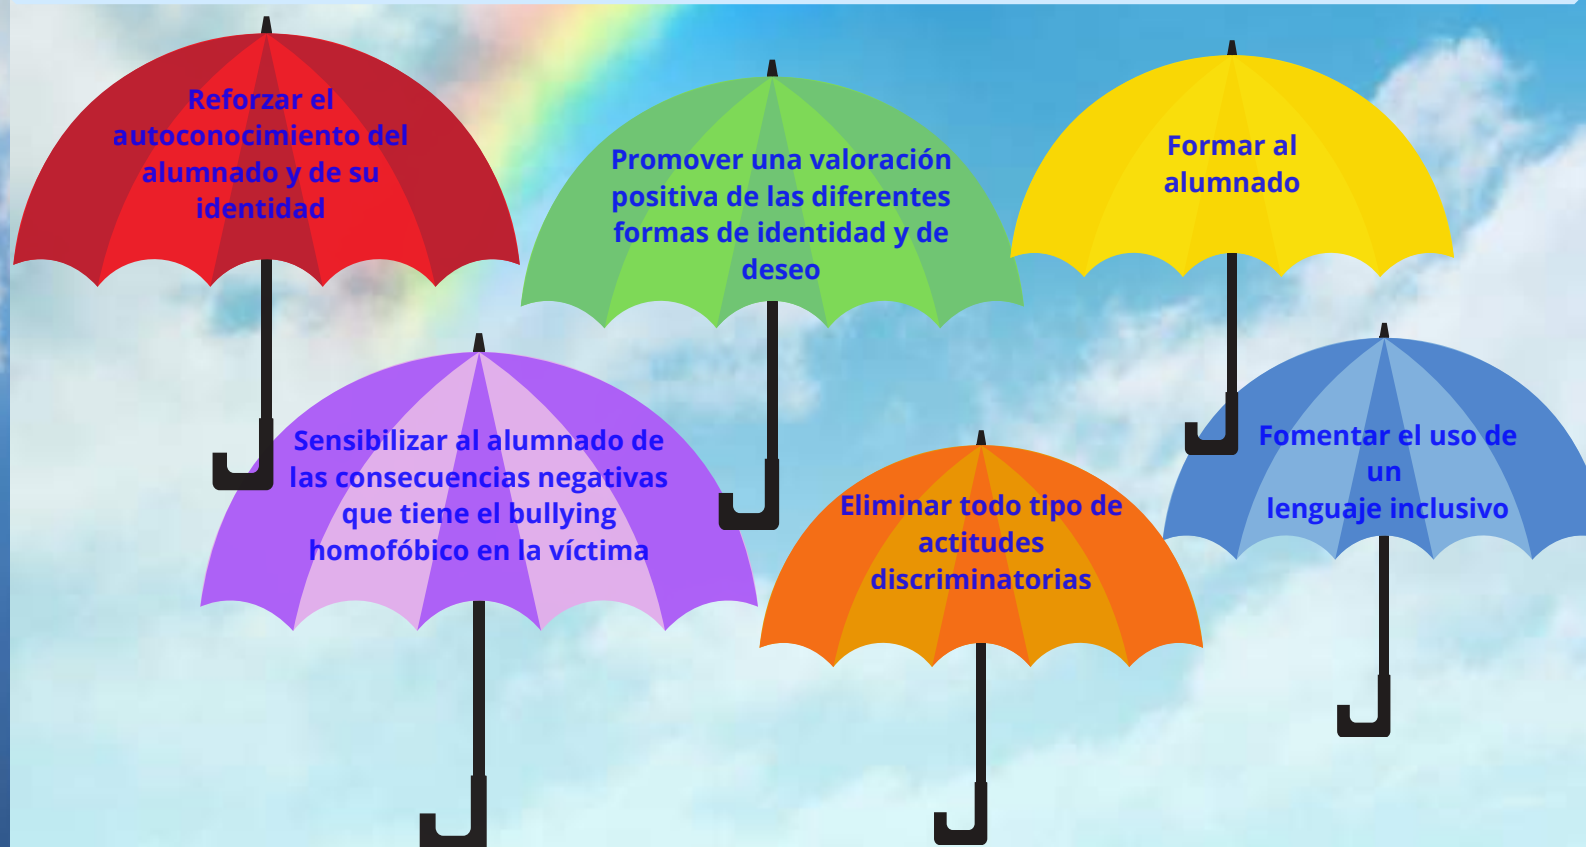 Reforzar el
autoconocimiento del
alumnado y de su
identidad
Promover una valoración
positiva de las diferentes
formas de identidad y de
deseo
Formar al
alumnado
Sensibilizar al alumnado de
las consecuencias negativas
que tiene el bullying
homofóbico en la víctima
Eliminar todo tipo de
actitudes
discriminatorias
Fomentar el uso de
un
lenguaje inclusivo